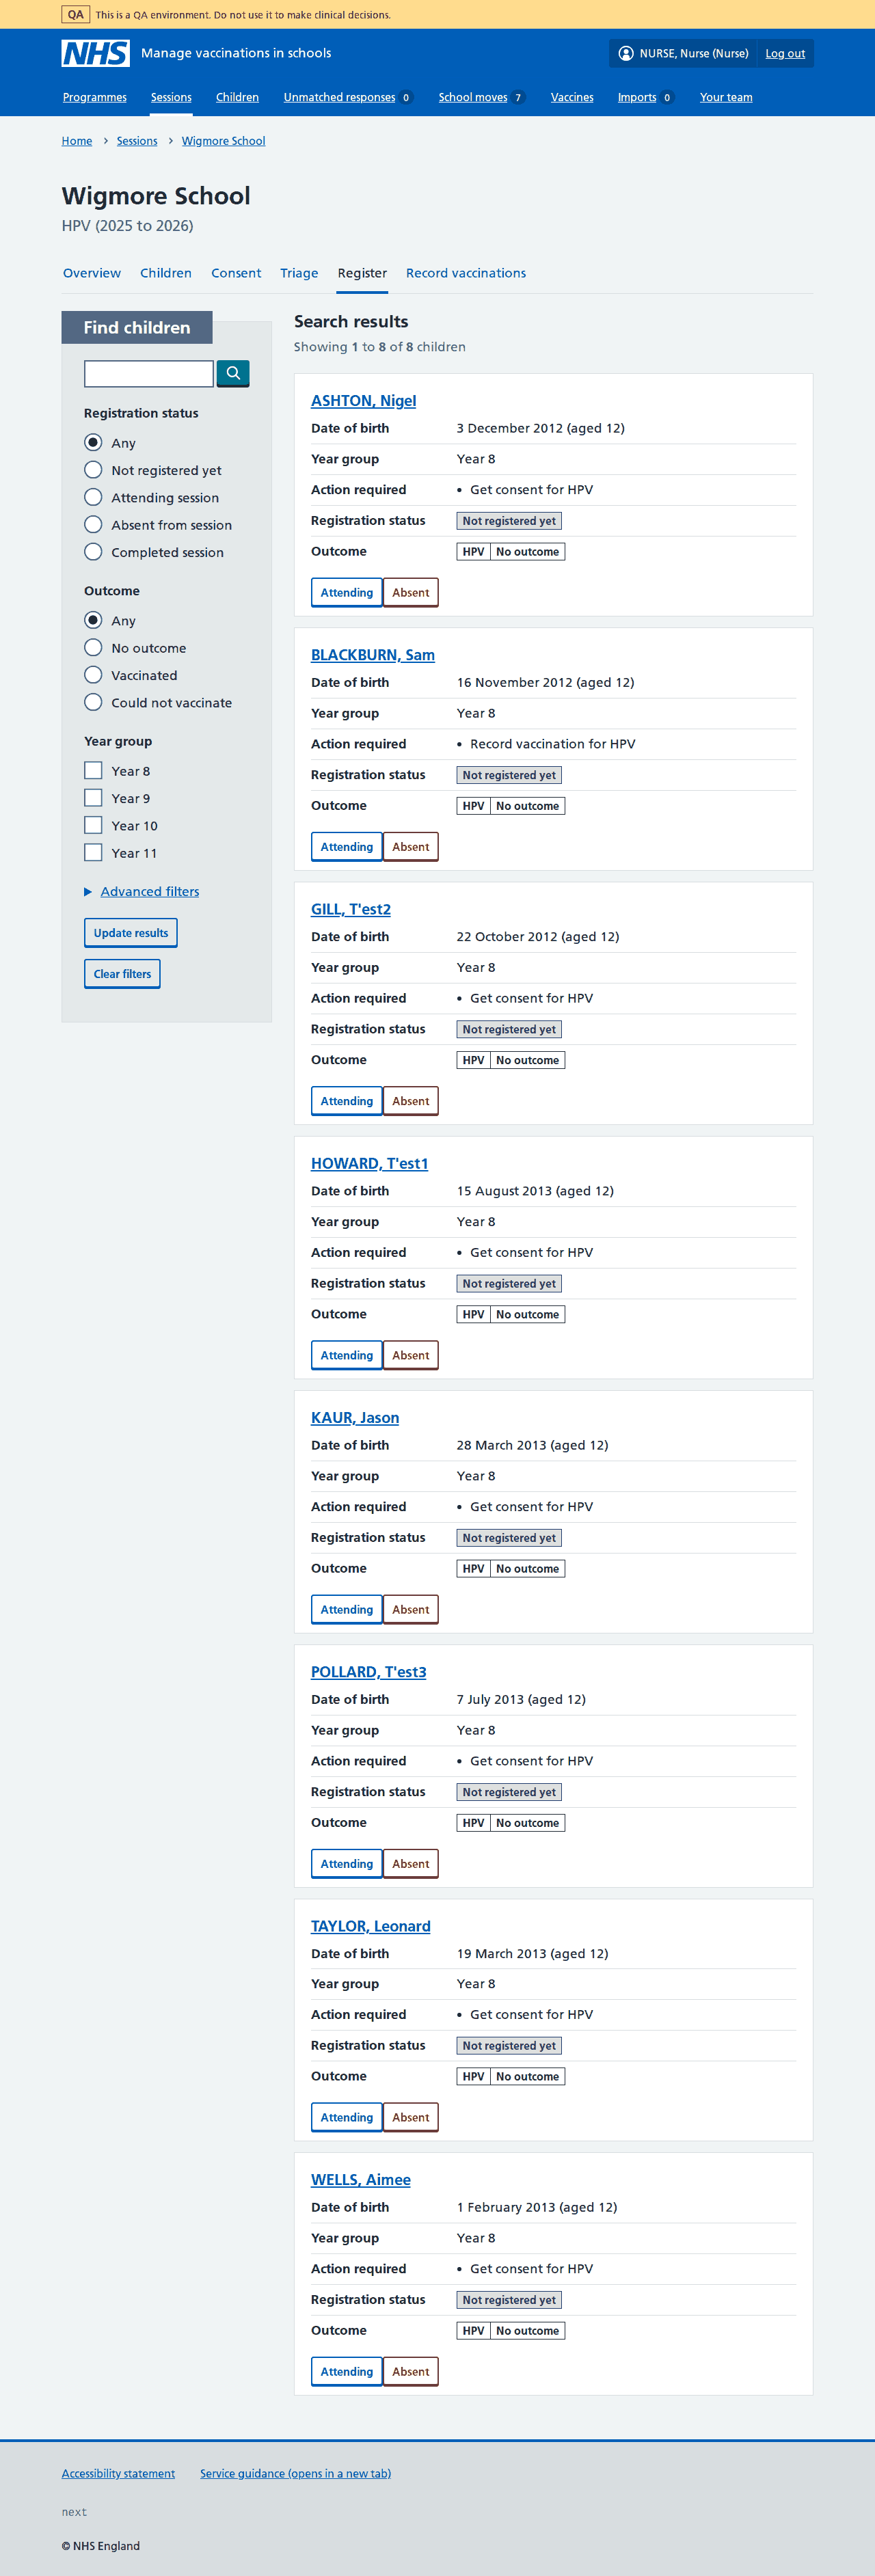 QA This is a QA environment. Do not use it to make clinical decisions.
NHS Manage vaccinations in schools NURSE, Nurse (Nurse) Log out
Programmes Sessions Children Unmatched responses 0 School moves 7 Vaccines Imports 0 Your team
Home Sessions Wigmore School
Wigmore School
HPV (2025 to 2026)
Overview Children Consent Triage Register Record vaccinations
Find children
Registration status
Any
Not registered yet
Attending session
Absent from session
Completed session
Outcome
Any
No outcome
Vaccinated
Could not vaccinate
Year group
Year 8
Year 9
Year 10
Year 11
Advanced filters
Update results
Clear filters
Search results
Showing 1 to 8 of 8 children
ASHTON, Nigel
Date of birth 3 December 2012 (aged 12)
Year group Year 8
Action required • Get consent for HPV
Registration status Not registered yet
Outcome HPV No outcome
Attending Absent
BLACKBURN, Sam
Date of birth 16 November 2012 (aged 12)
Year group Year 8
Action required • Record vaccination for HPV
Registration status Not registered yet
Outcome HPV No outcome
Attending Absent
GILL, T'est2
Date of birth 22 October 2012 (aged 12)
Year group Year 8
Action required • Get consent for HPV
Registration status Not registered yet
Outcome HPV No outcome
Attending Absent
HOWARD, T'est1
Date of birth 15 August 2013 (aged 12)
Year group Year 8
Action required • Get consent for HPV
Registration status Not registered yet
Outcome HPV No outcome
Attending Absent
KAUR, Jason
Date of birth 28 March 2013 (aged 12)
Year group Year 8
Action required • Get consent for HPV
Registration status Not registered yet
Outcome HPV No outcome
Attending Absent
POLLARD, T'est3
Date of birth 7 July 2013 (aged 12)
Year group Year 8
Action required • Get consent for HPV
Registration status Not registered yet
Outcome HPV No outcome
Attending Absent
TAYLOR, Leonard
Date of birth 19 March 2013 (aged 12)
Year group Year 8
Action required • Get consent for HPV
Registration status Not registered yet
Outcome HPV No outcome
Attending Absent
WELLS, Aimee
Date of birth 1 February 2013 (aged 12)
Year group Year 8
Action required • Get consent for HPV
Registration status Not registered yet
Outcome HPV No outcome
Attending Absent
Accessibility statement Service guidance (opens in a new tab)
next
© NHS England